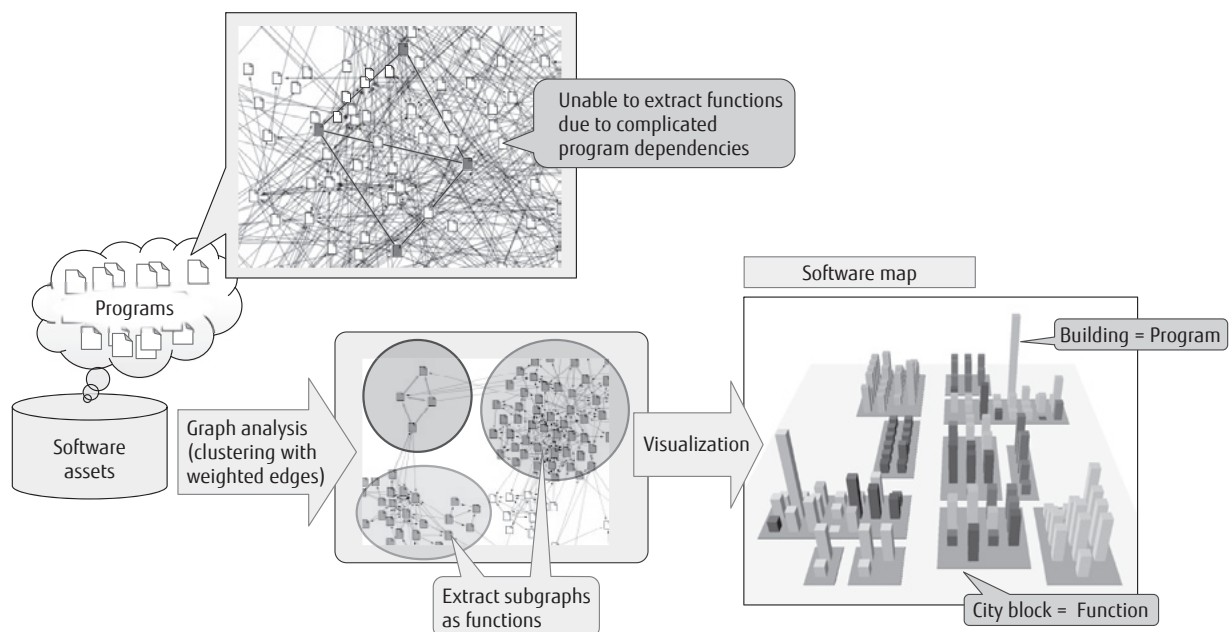 Unable to extract functions
due to complicated
program dependencies
Programs
Software
assets
Graph analysis
(clustering with
weighted edges)
Extract subgraphs
as functions
Visualization
Software map
Building = Program
City block = Function